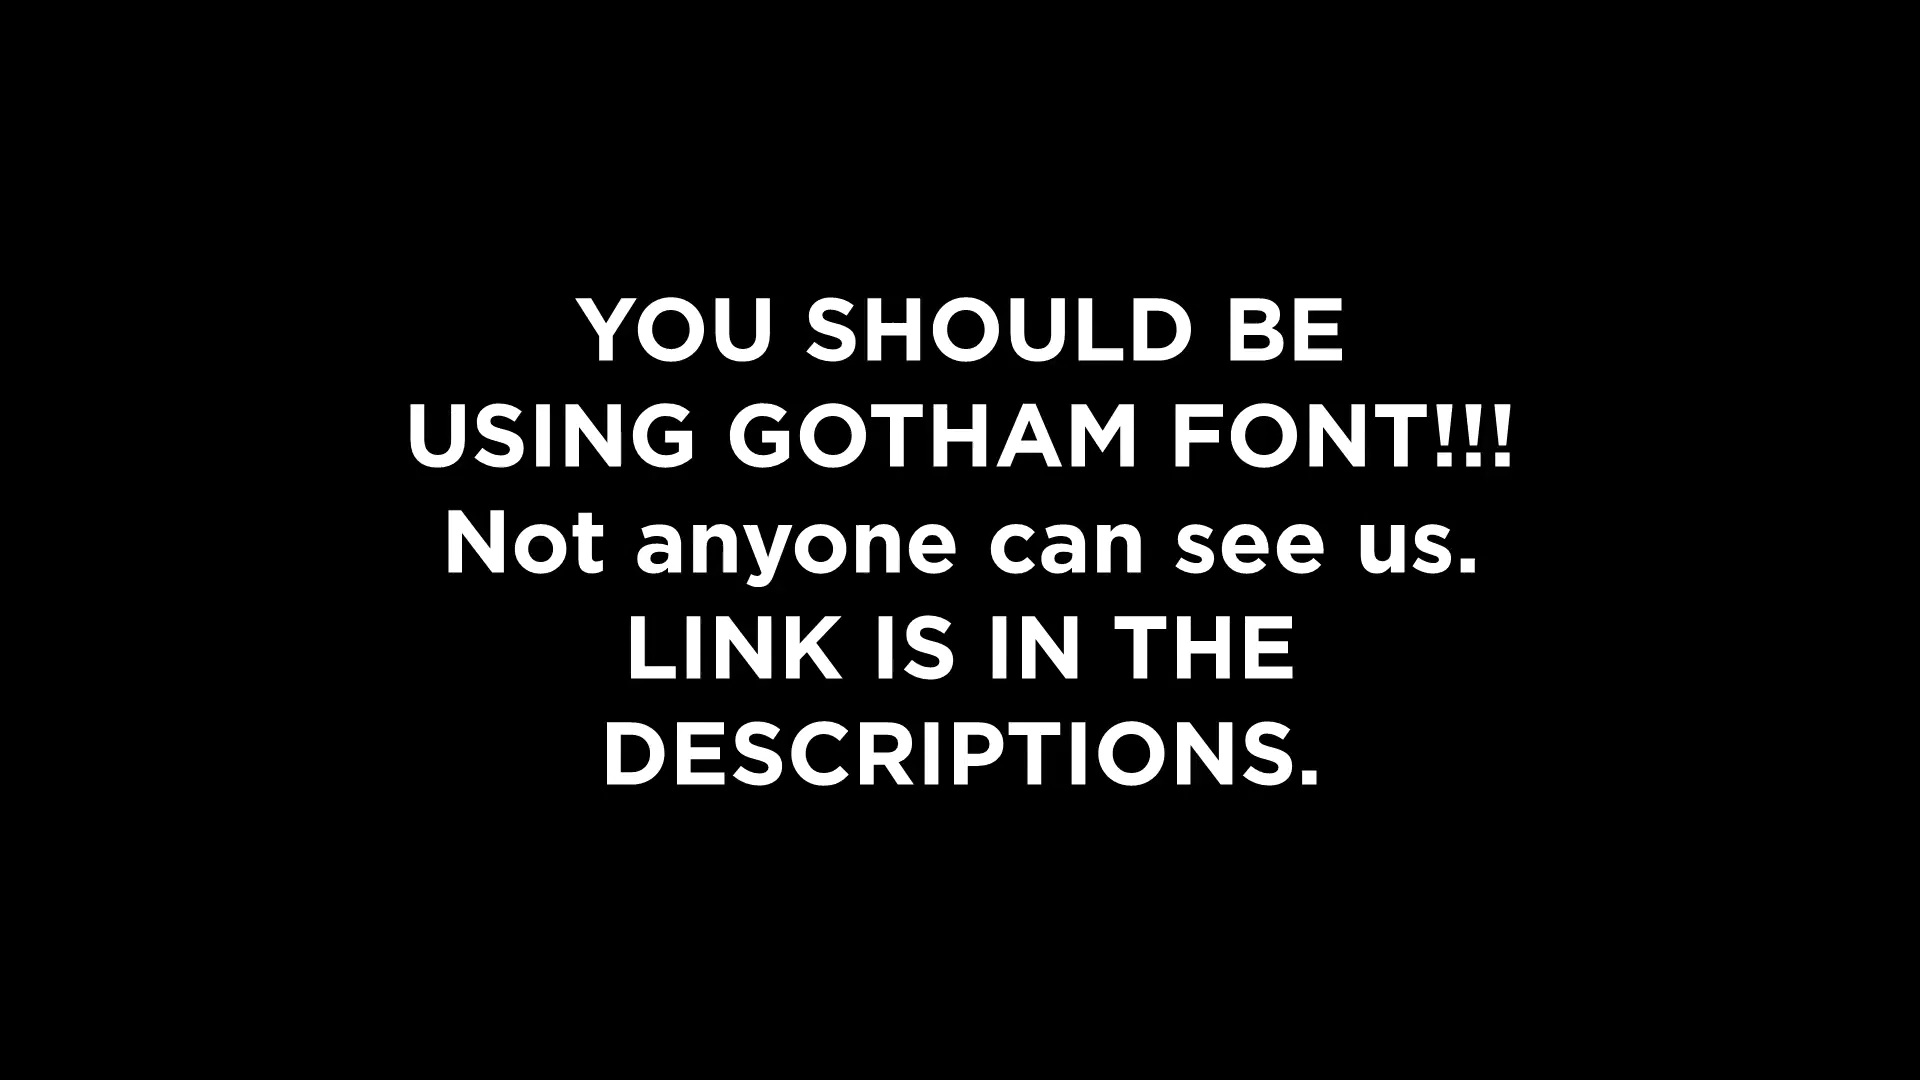 YOU SHOULD BE
USING GOTHAM FONT!!!
Not anyone can see us.
LINK IS IN THE
DESCRIPTIONS.